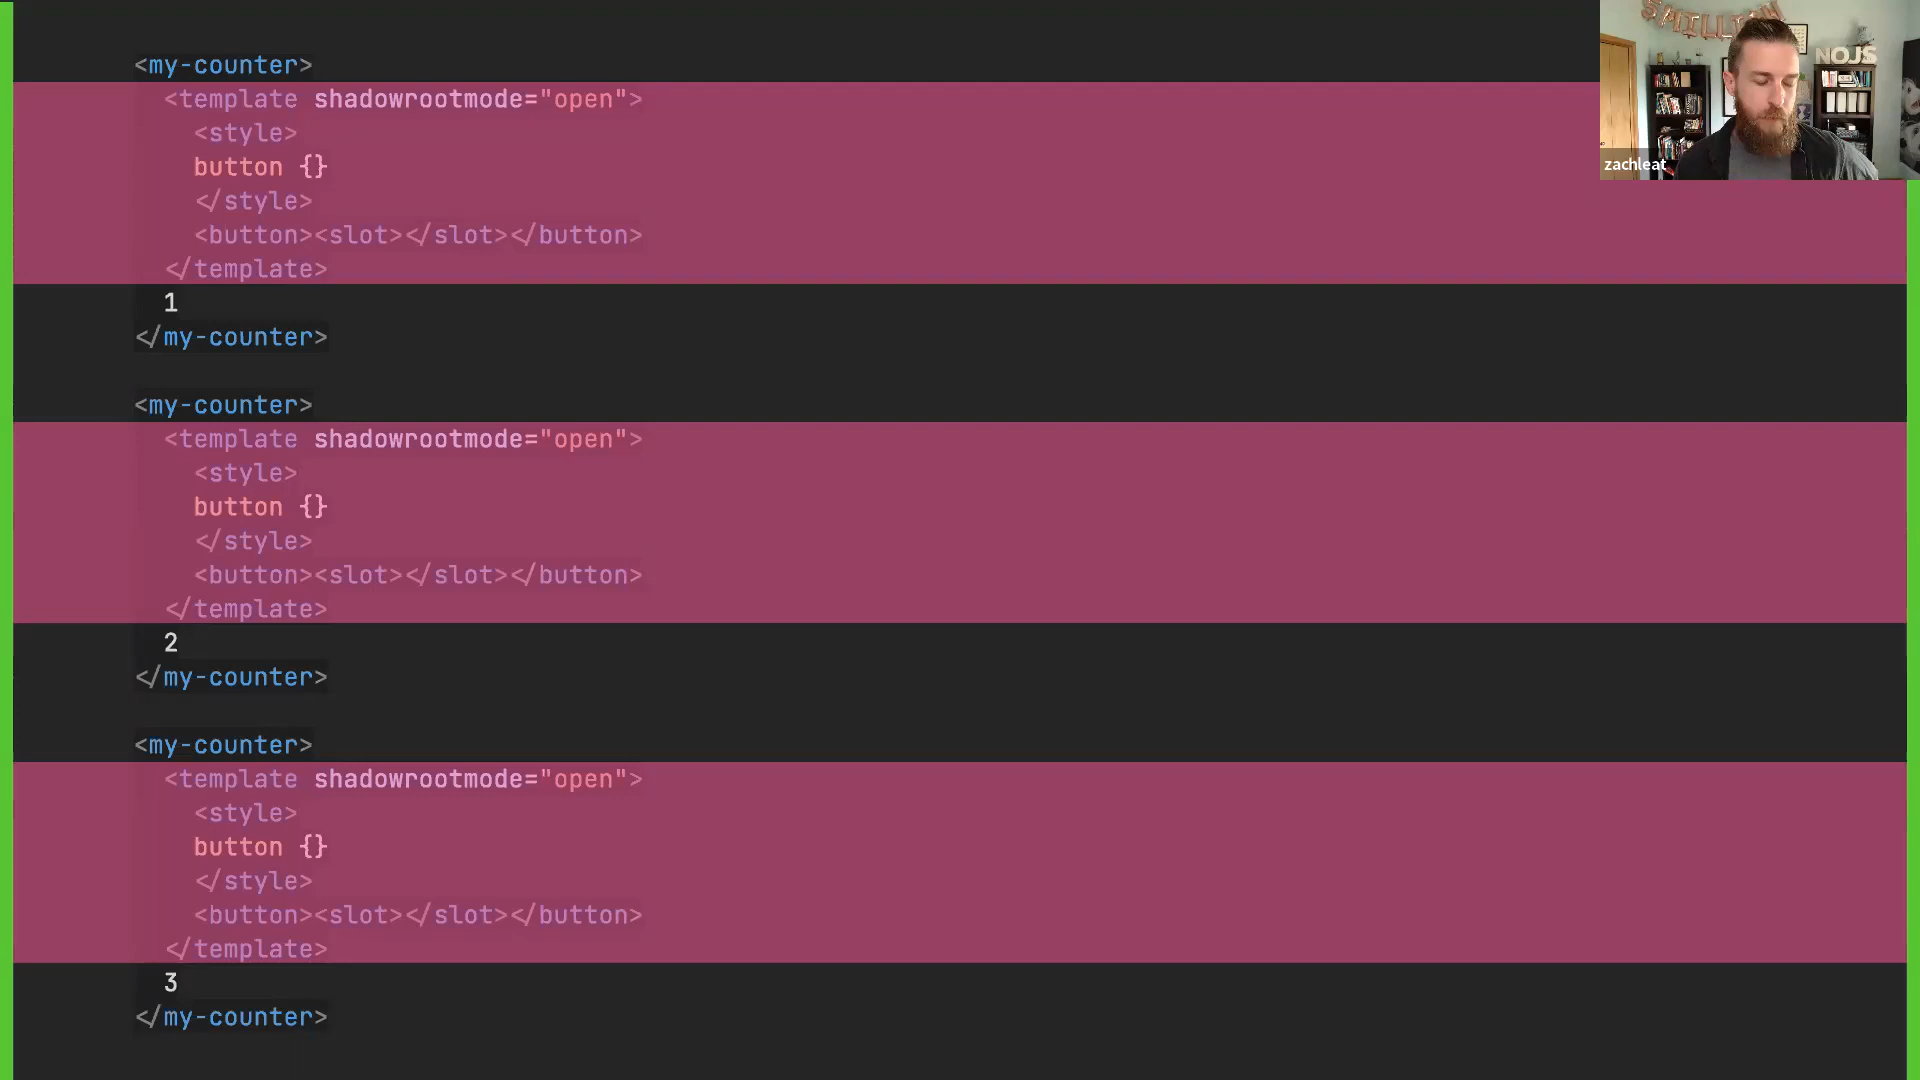 <my-counter>
<template shadowrootmode="open">
<style>
button {}
</style>
<button><slot></slot></button>
</template>
1
</my-counter>
<my-counter>
<template shadowrootmode="open">
<style>
button {}
</style>
<button><slot></slot></button>
</template>
2
</my-counter>
<my-counter>
<template shadowrootmode="open">
<style>
button {}
</style>
<button><slot></slot></button>
</template>
3
</my-counter>
NOJS
zachleat